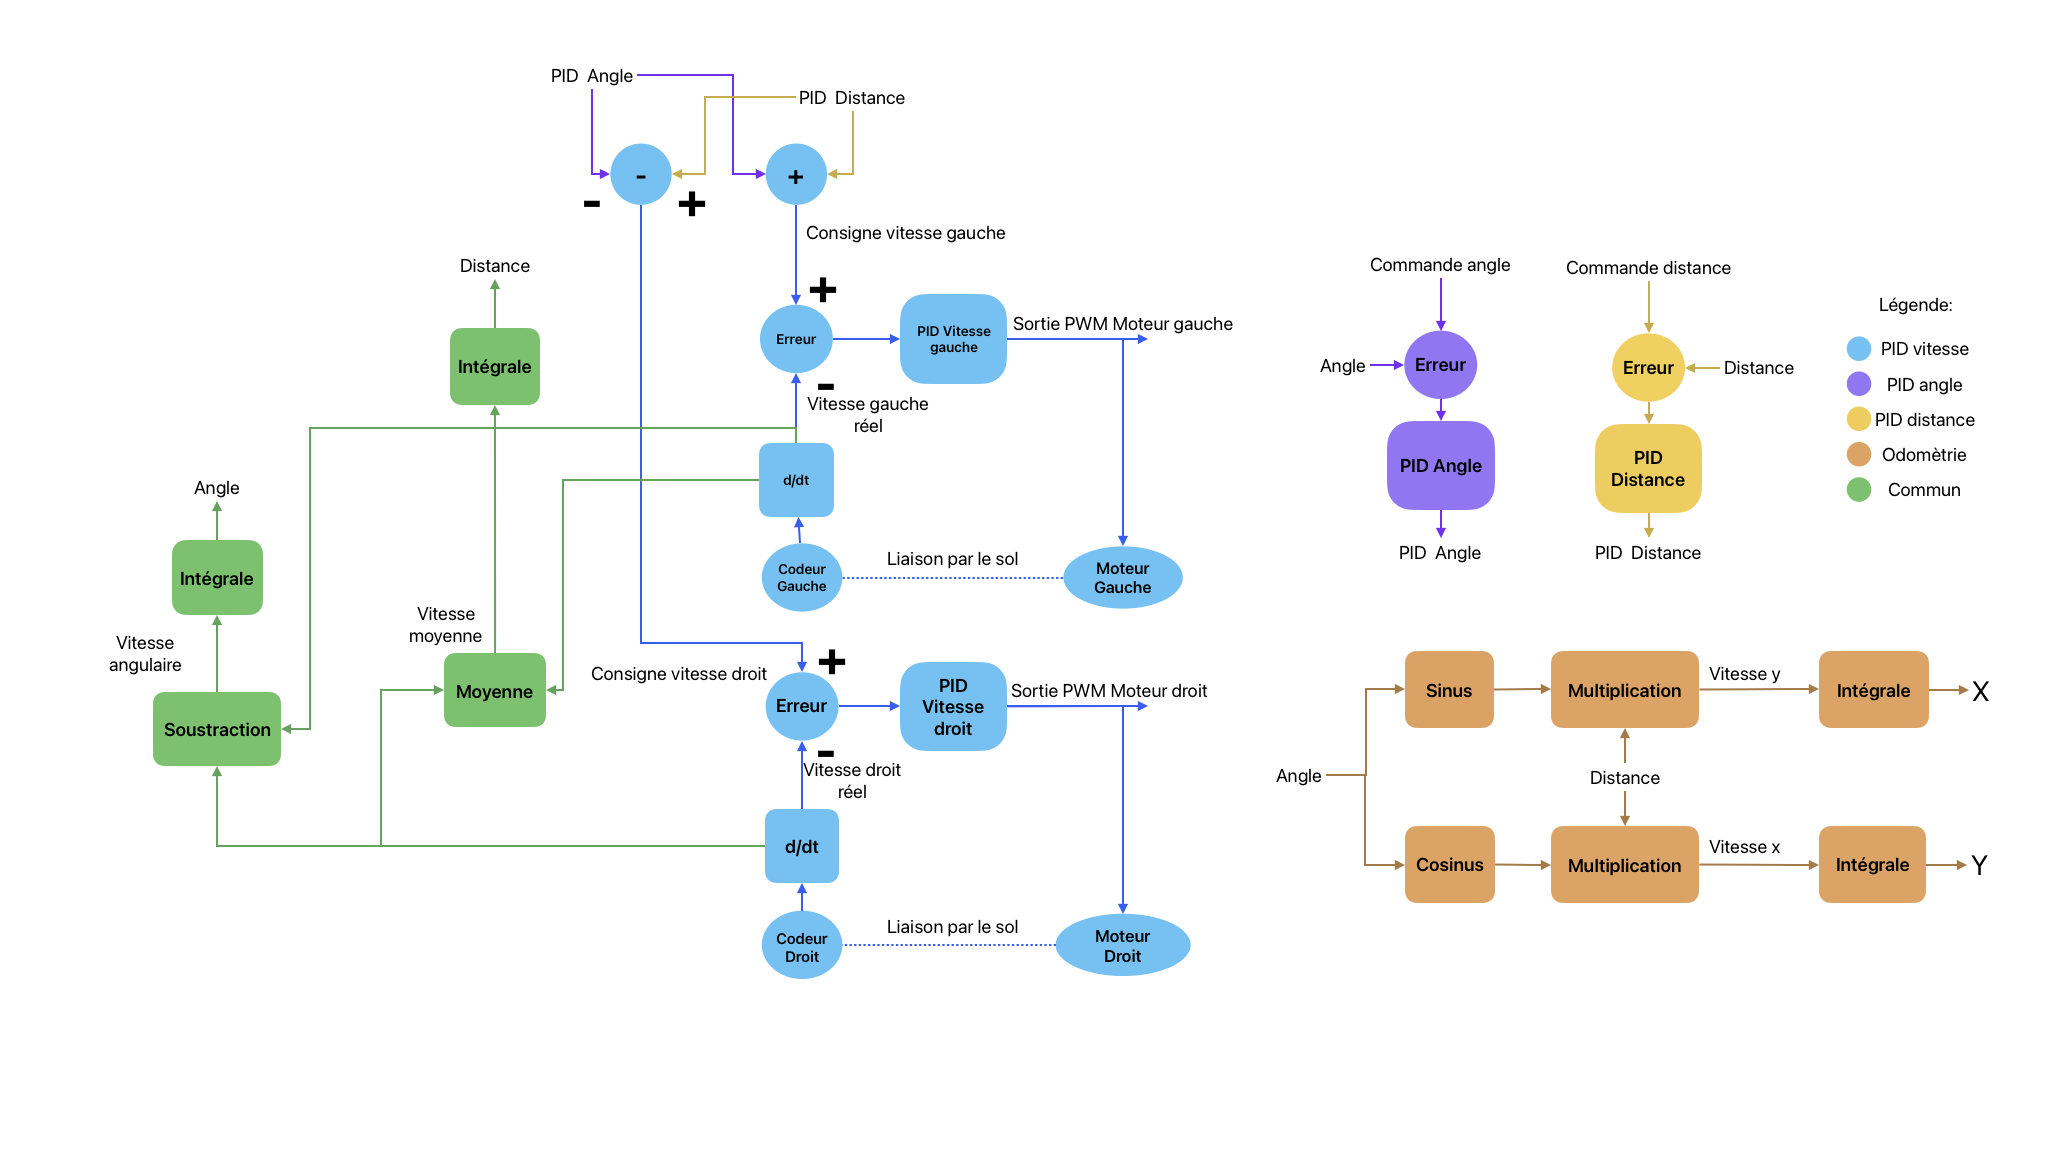 PID  Angle
PID  Distance
-
+
-
+
Consigne vitesse gauche
Distance
+
Intégrale
Erreur
PID Vitesse
gauche
Sortie PWM Moteur gauche
-
Vitesse gauche
réel
d/dt
Angle
Intégrale
Codeur
Gauche
Liaison par le sol
Moteur
Gauche
Vitesse
moyenne
Vitesse
angulaire
Consigne vitesse droit
+
Moyenne
Soustraction
Erreur
PID
Vitesse
droit
Sortie PWM Moteur droit
-
Vitesse droit
réel
d/dt
Codeur
Droit
Liaison par le sol
Moteur
Droit
Commande angle
Angle
Erreur
PID Angle
PID  Angle
Commande distance
Erreur
Distance
PID
Distance
PID  Distance
Légende:
PID vitesse
PID angle
PID distance
Odomètrie
Commun
Sinus
Multiplication
Vitesse y
Intégrale
X
Angle
Distance
Cosinus
Multiplication
Vitesse x
Intégrale
Y